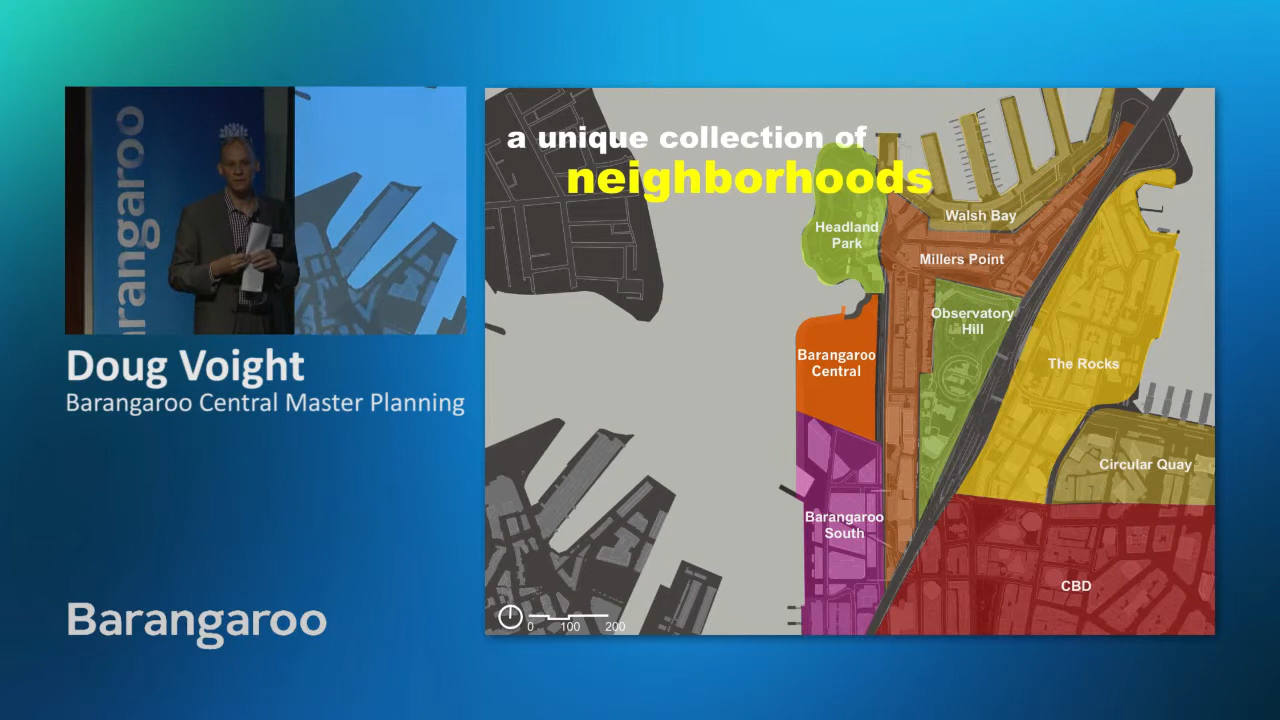 Barangaroo
Doug Voight
Barangaroo Central Master Planning
Barangaroo
a unique collection of
neighborhoods
Walsh Bay
Headland
Park
Millers Point
Observatory
Hill
Barangaroo
Central
The Rocks
Circular Quay
Barangaroo
South
CBD
0 100 200